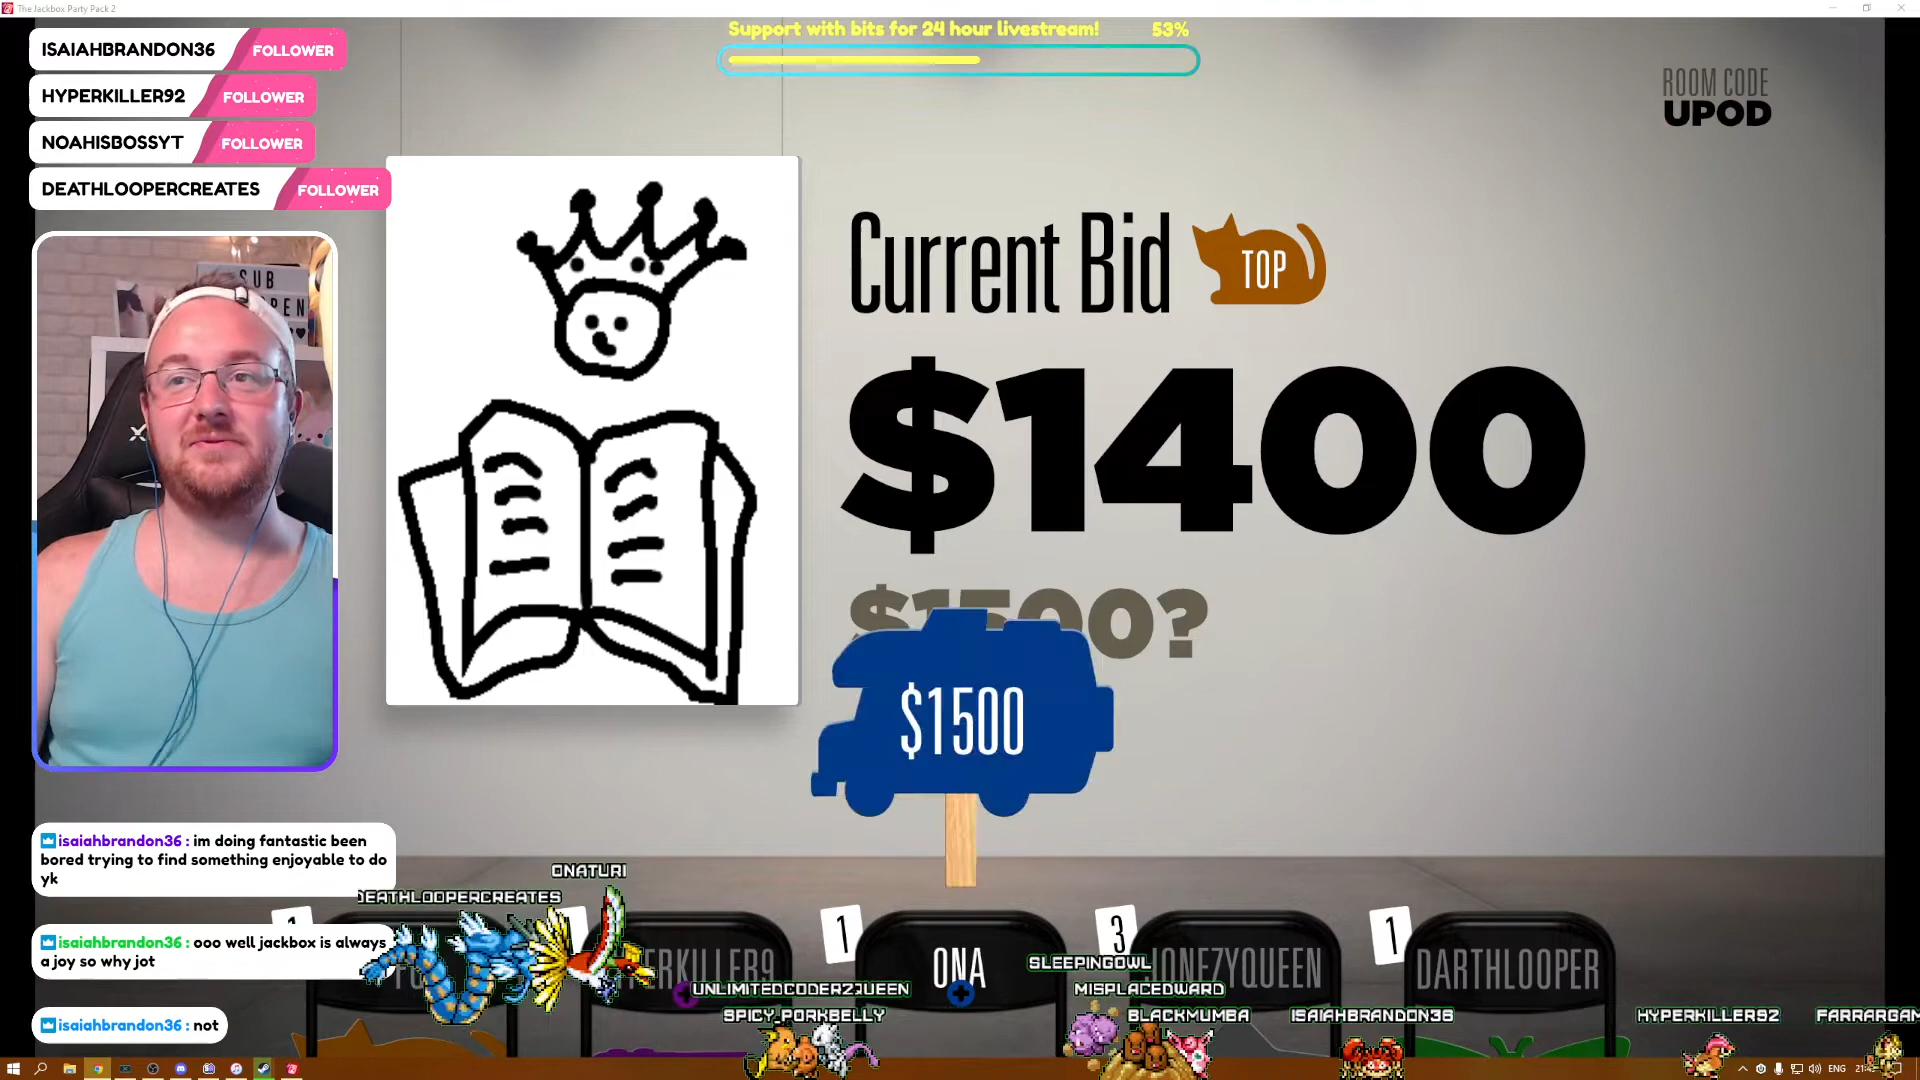 The Jackbox Party Pack 2
Support with bits for 24 hour livestream! 53%
ISAIAHBRANDON36 FOLLOWER
HYPERKILLER92 FOLLOWER
NOAHISBOSSYT FOLLOWER
DEATHLOOPERCREATES FOLLOWER
ROOM CODE
UPOD
SUB
Current Bid
TOP
$1400
$1500?
$1500
isaiahbrandon36 : im doing fantastic been
bored trying to find something enjoyable to do
yk
isaiahbrandon36 : ooo well jackbox is always
a joy so why jot
isaiahbrandon36 : not
ONATURI
DEATHLOOPERCREATES
1
3
1
ONA
JONEZYQUEEN
DARTHLOOPER
SLEEPINGOWL
MISPLACEDWARD
SPICY_PORKBELLY
BLACKMUMBA
ISAIAHBRANDON36
HYPERKILLER92
ENG